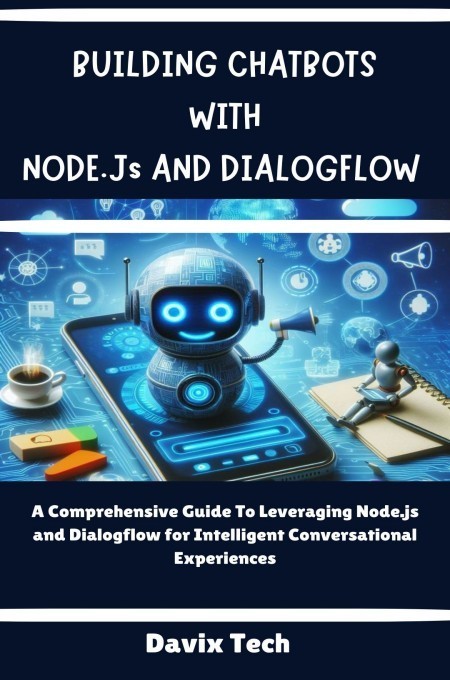 BUILDING CHATBOTS
WITH
NODE.Js AND DIALOGFLOW
A Comprehensive Guide To Leveraging Node.js
and Dialogflow for Intelligent Conversational
Experiences
Davix Tech